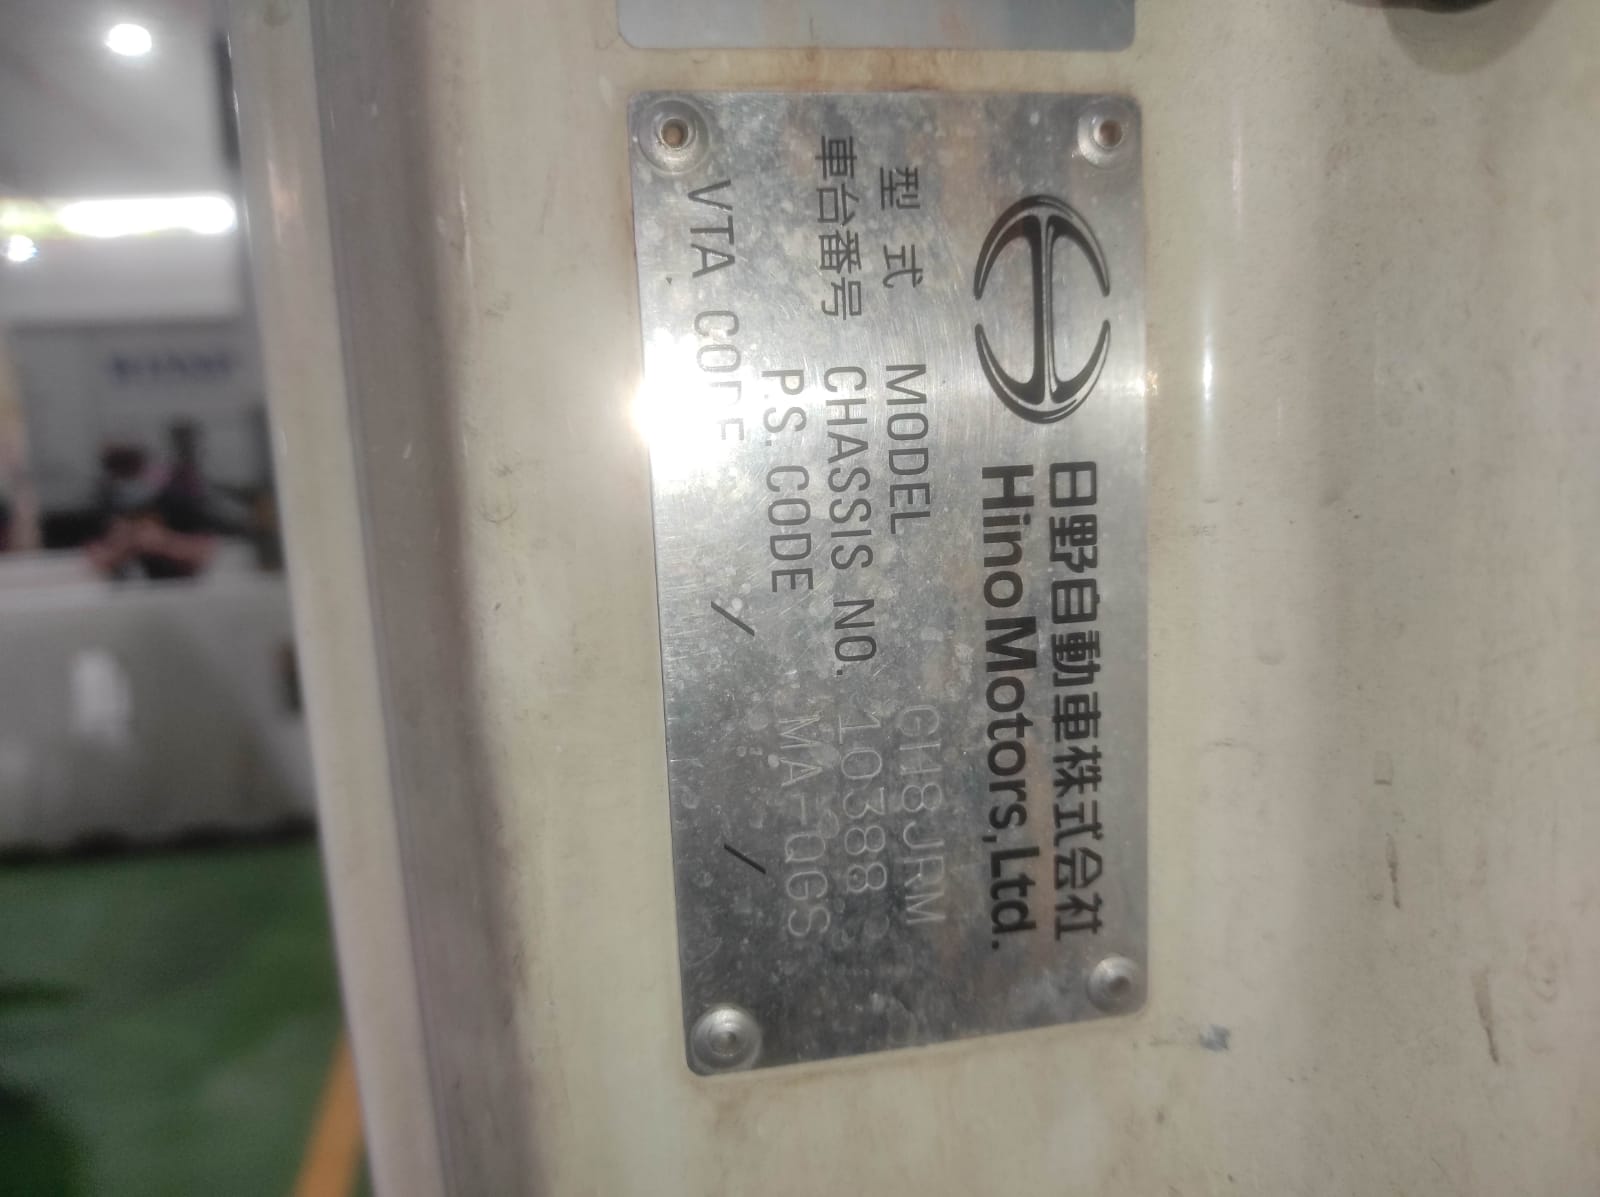 日野自動車株式会社
Hino Motors, Ltd.
型式 MODEL GH8JRM
車台番号 CHASSIS NO. 10388
P.S. CODE MA-QGS
VTA CODE / /